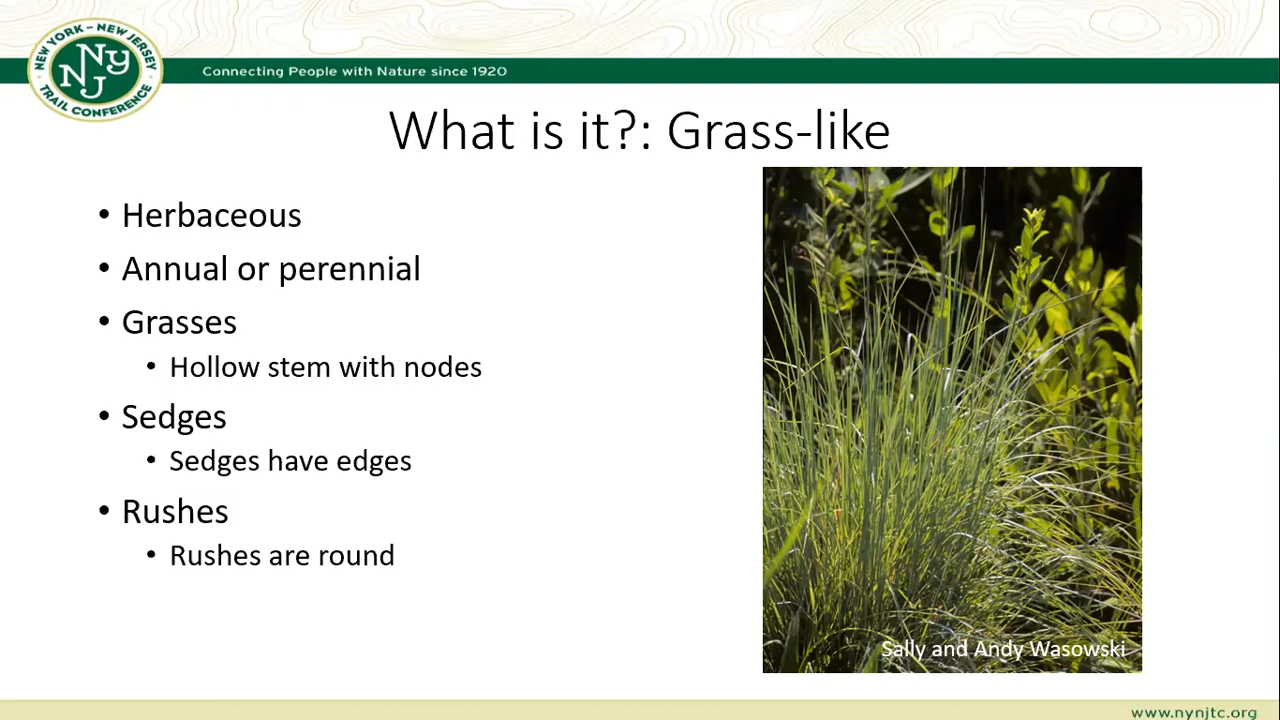 NEW YORK – NEW JERSEY
NY
NJ
TRAIL CONFERENCE
Connecting People with Nature since 1920
What is it?: Grass-like
• Herbaceous
• Annual or perennial
• Grasses
• Hollow stem with nodes
• Sedges
• Sedges have edges
• Rushes
• Rushes are round
Sally and Andy Wasowski
www.nynjtc.org